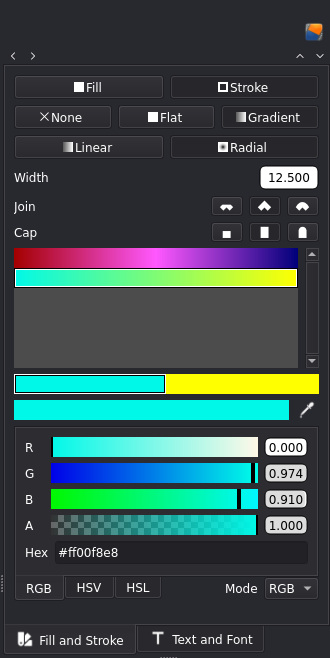 Fill Stroke
None Flat Gradient
Linear Radial
Width 12.500
Join
Cap
R 0.000
G 0.974
B 0.910
A 1.000
Hex #ff00f8e8
RGB HSV HSL Mode RGB
Fill and Stroke Text and Font